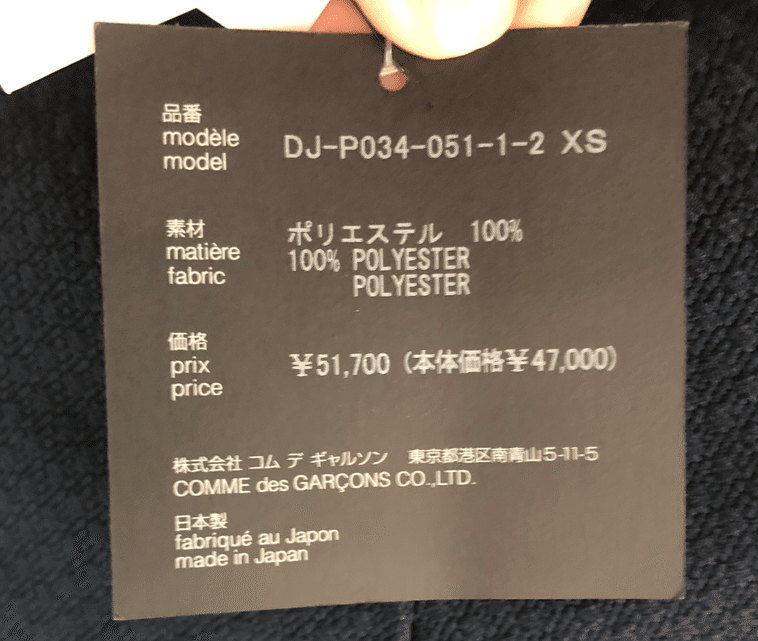 品番
modèle
model
DJ-P034-051-1-2 XS
素材
matière
fabric
ポリエステル 100%
100% POLYESTER
POLYESTER
価格
prix
price
¥51,700 (本体価格¥47,000)
株式会社 コム デ ギャルソン 東京都港区南青山5-11-5
COMME des GARÇONS CO.,LTD.
日本製
fabriqué au Japon
made in Japan